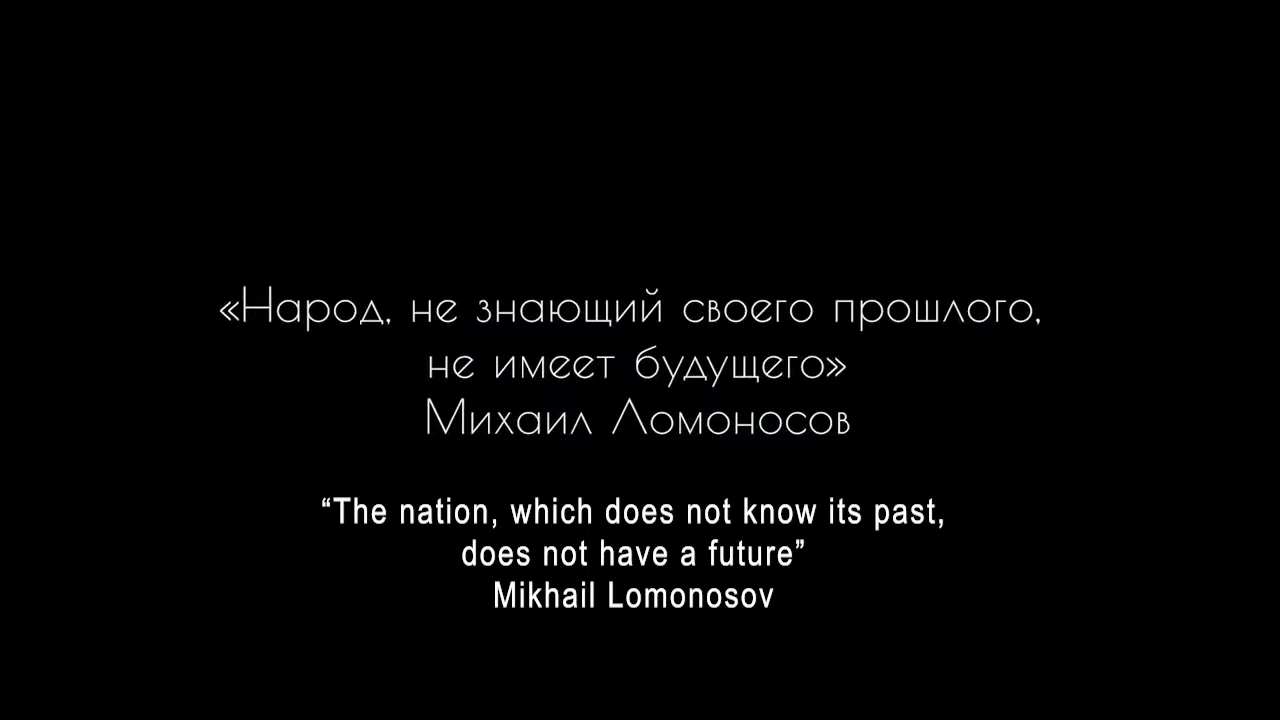 «Народ, не знающий своего прошлого,
не имеет будущего»
Михаил Ломоносов
“The nation, which does not know its past,
does not have a future”
Mikhail Lomonosov